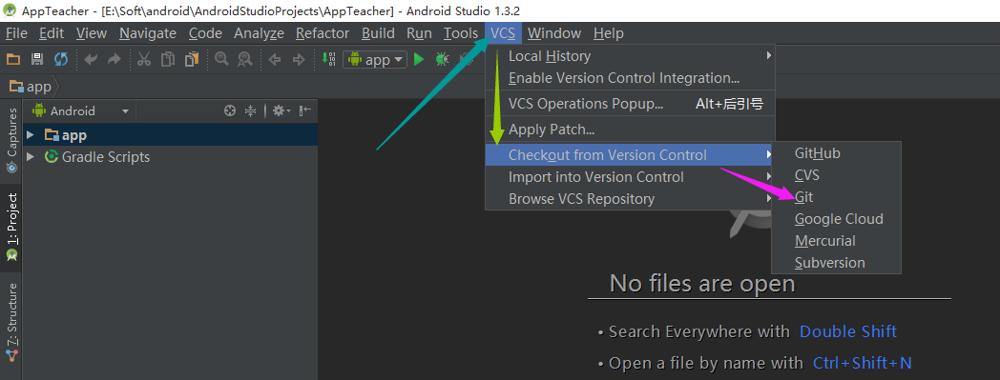 AppTeacher - [E:\Soft\android\AndroidStudioProjects\AppTeacher] - Android Studio 1.3.2
File Edit View Navigate Code Analyze Refactor Build Run Tools VCS Window Help
app
app
Local History
Enable Version Control Integration...
VCS Operations Popup... Alt+后引号
Apply Patch...
Checkout from Version Control
Import into Version Control
Browse VCS Repository
GitHub
CVS
Git
Google Cloud
Mercurial
Subversion
Captures
1: Project
7: Structure
Android
app
Gradle Scripts
No files are open
• Search Everywhere with Double Shift
• Open a file by name with Ctrl+Shift+N